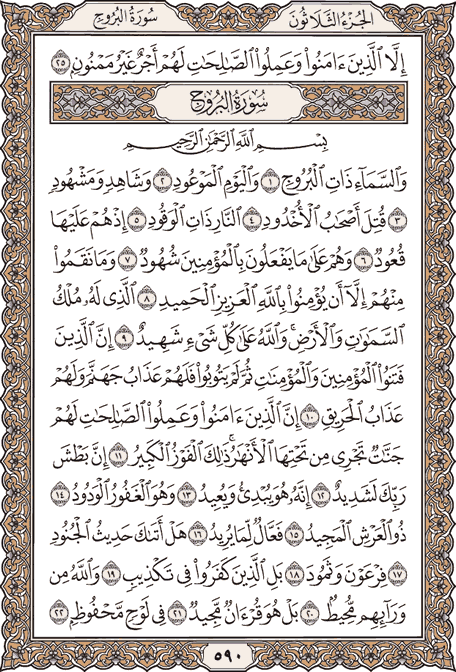 سُورَةُ البُرُوجِ الجُزْءُ الثَّلَاثُونَ
إِلَّا ٱلَّذِينَ ءَامَنُوا۟ وَعَمِلُوا۟ ٱلصَّـٰلِحَـٰتِ لَهُمْ أَجْرٌ غَيْرُ مَمْنُونٍۭ ٢٥
سُورَةُ البُرُوجِ
بِسْمِ ٱللَّهِ ٱلرَّحْمَـٰنِ ٱلرَّحِيمِ
وَٱلسَّمَآءِ ذَاتِ ٱلْبُرُوجِ ١ وَٱلْيَوْمِ ٱلْمَوْعُودِ ٢ وَشَاهِدٍ وَمَشْهُودٍ
٣ قُتِلَ أَصْحَـٰبُ ٱلْأُخْدُودِ ٤ ٱلنَّارِ ذَاتِ ٱلْوَقُودِ ٥ إِذْ هُمْ عَلَيْهَا
قُعُودٌ ٦ وَهُمْ عَلَىٰ مَا يَفْعَلُونَ بِٱلْمُؤْمِنِينَ شُهُودٌ ٧ وَمَا نَقَمُوا۟
مِنْهُمْ إِلَّآ أَن يُؤْمِنُوا۟ بِٱللَّهِ ٱلْعَزِيزِ ٱلْحَمِيدِ ٨ ٱلَّذِى لَهُۥ مُلْكُ
ٱلسَّمَـٰوَٰتِ وَٱلْأَرْضِ ۚ وَٱللَّهُ عَلَىٰ كُلِّ شَىْءٍ شَهِيدٌ ٩ إِنَّ ٱلَّذِينَ
فَتَنُوا۟ ٱلْمُؤْمِنِينَ وَٱلْمُؤْمِنَـٰتِ ثُمَّ لَمْ يَتُوبُوا۟ فَلَهُمْ عَذَابُ جَهَنَّمَ وَلَهُمْ
عَذَابُ ٱلْحَرِيقِ ١٠ إِنَّ ٱلَّذِينَ ءَامَنُوا۟ وَعَمِلُوا۟ ٱلصَّـٰلِحَـٰتِ لَهُمْ
جَنَّـٰتٌ تَجْرِى مِن تَحْتِهَا ٱلْأَنْهَـٰرُ ۚ ذَٰلِكَ ٱلْفَوْزُ ٱلْكَبِيرُ ١١ إِنَّ بَطْشَ
رَبِّكَ لَشَدِيدٌ ١٢ إِنَّهُۥ هُوَ يُبْدِئُ وَيُعِيدُ ١٣ وَهُوَ ٱلْغَفُورُ ٱلْوَدُودُ ١٤
ذُو ٱلْعَرْشِ ٱلْمَجِيدُ ١٥ فَعَّالٌ لِّمَا يُرِيدُ ١٦ هَلْ أَتَىٰكَ حَدِيثُ ٱلْجُنُودِ
١٧ فِرْعَوْنَ وَثَمُودَ ١٨ بَلِ ٱلَّذِينَ كَفَرُوا۟ فِى تَكْذِيبٍ ١٩ وَٱللَّهُ مِن
وَرَآئِهِم مُّحِيطٌۢ ٢٠ بَلْ هُوَ قُرْءَانٌ مَّجِيدٌ ٢١ فِى لَوْحٍ مَّحْفُوظٍۭ ٢٢
٥٩٠